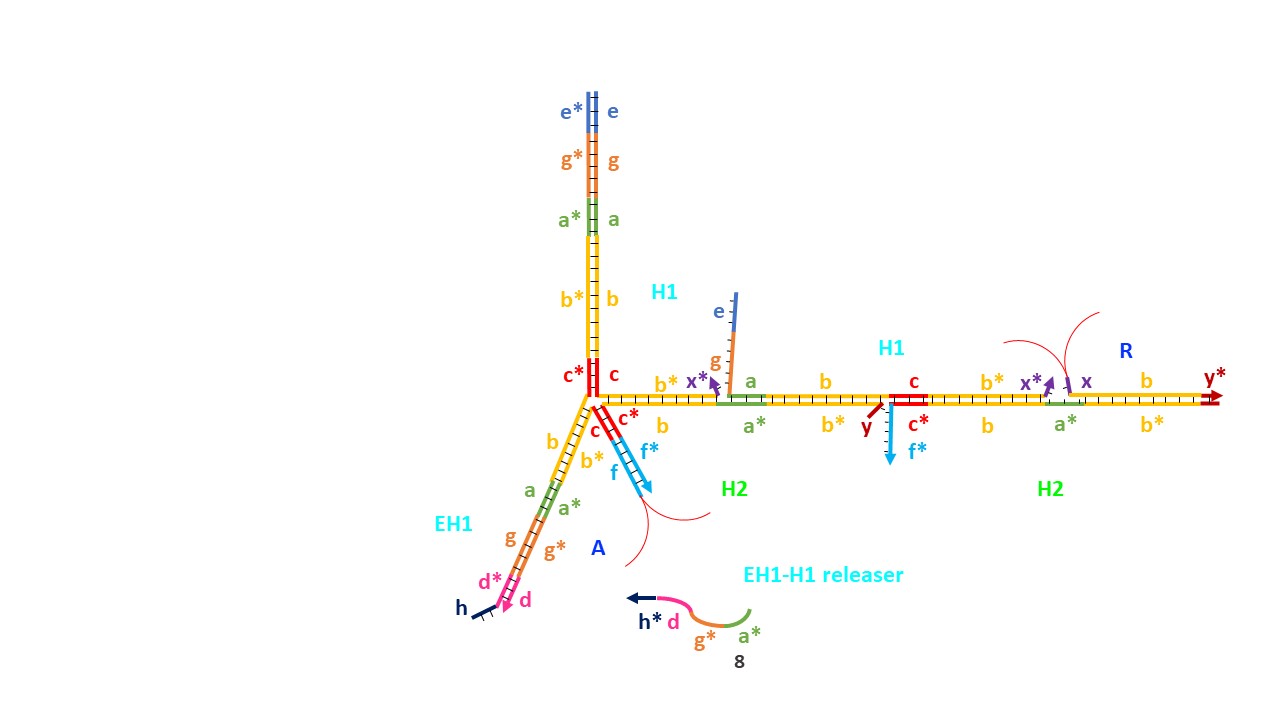 e* e
g* g
a* a
b* H1 b
e
g
H1
R
c* c b* x* a b c b* x* x b y*
b c c* b a* b* y c* b a* b*
b* f f* f*
a a* H2 H2
EH1 g g* A
d* d EH1-H1 releaser
h h* d g* a*
8